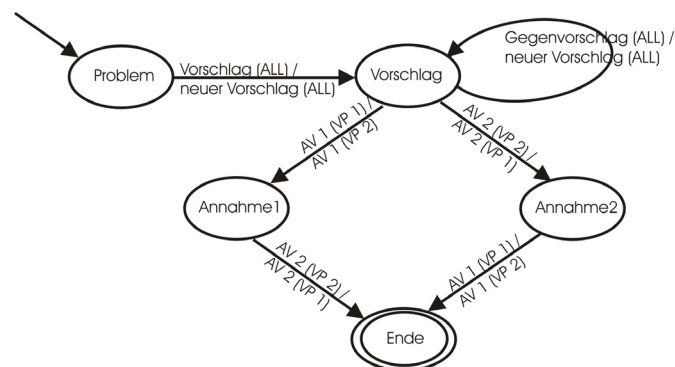 Problem
Vorschlag (ALL) /
neuer Vorschlag (ALL)
Vorschlag
Gegenvorschlag (ALL) /
neuer Vorschlag (ALL)
AV 1 (VP 1) /
AV 1 (VP 2)
AV 2 (VP 2) /
AV 2 (VP 1)
Annahme1
Annahme2
AV 2 (VP 2) /
AV 2 (VP 1)
AV 1 (VP 1) /
AV 1 (VP 2)
Ende